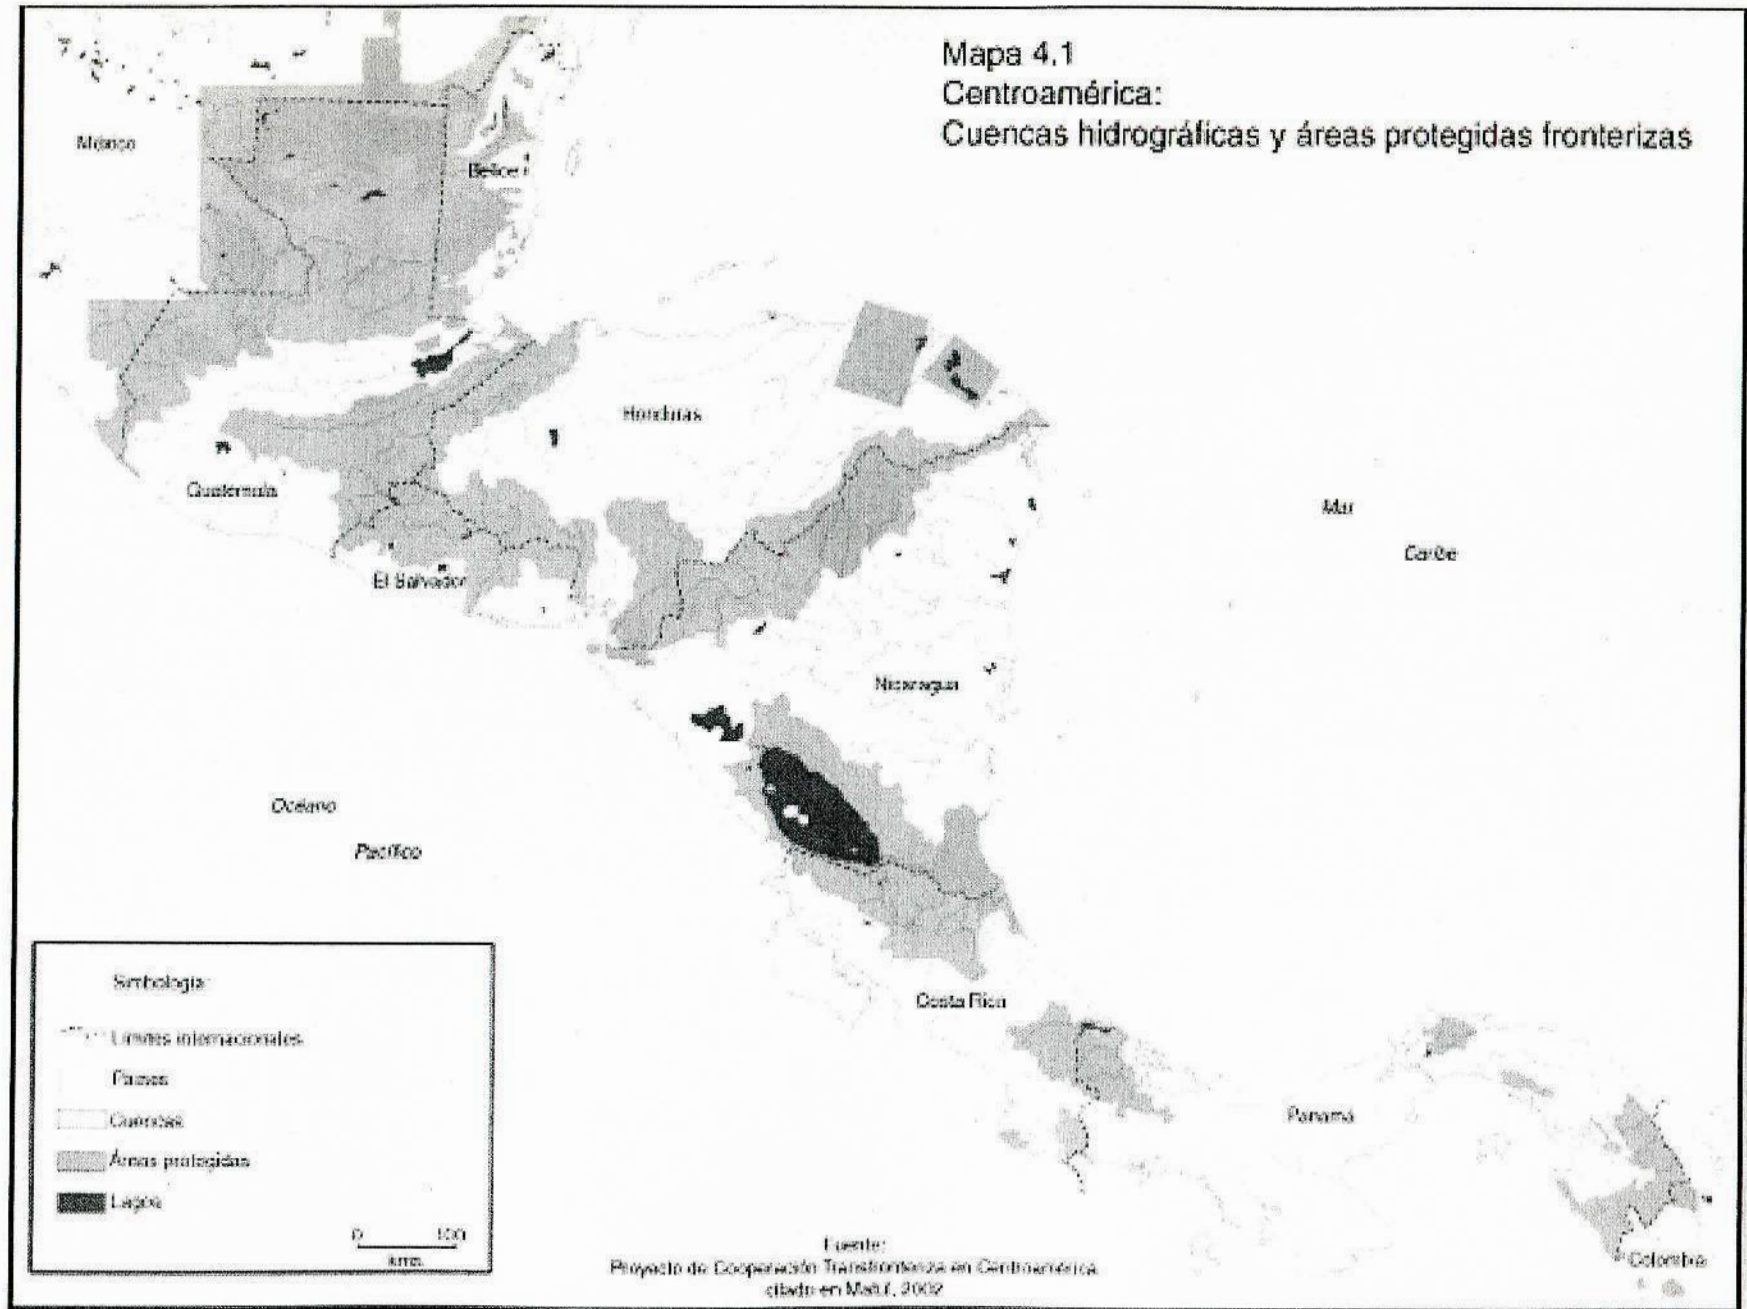 Mapa 4.1
Centroamérica:
Cuencas hidrográficas y áreas protegidas fronterizas
México
Belice
Honduras
Guatemala
Mar
Caribe
El Salvador
Nicaragua
Océano
Pacífico
Costa Rica
Panamá
Colombia
Simbología
Límites internacionales
Países
Cuencas
Áreas protegidas
Lagos
0 100
kms.
Fuente:
Proyecto de Cooperación Transfronteriza en Centroamérica
citado en Matul, 2002